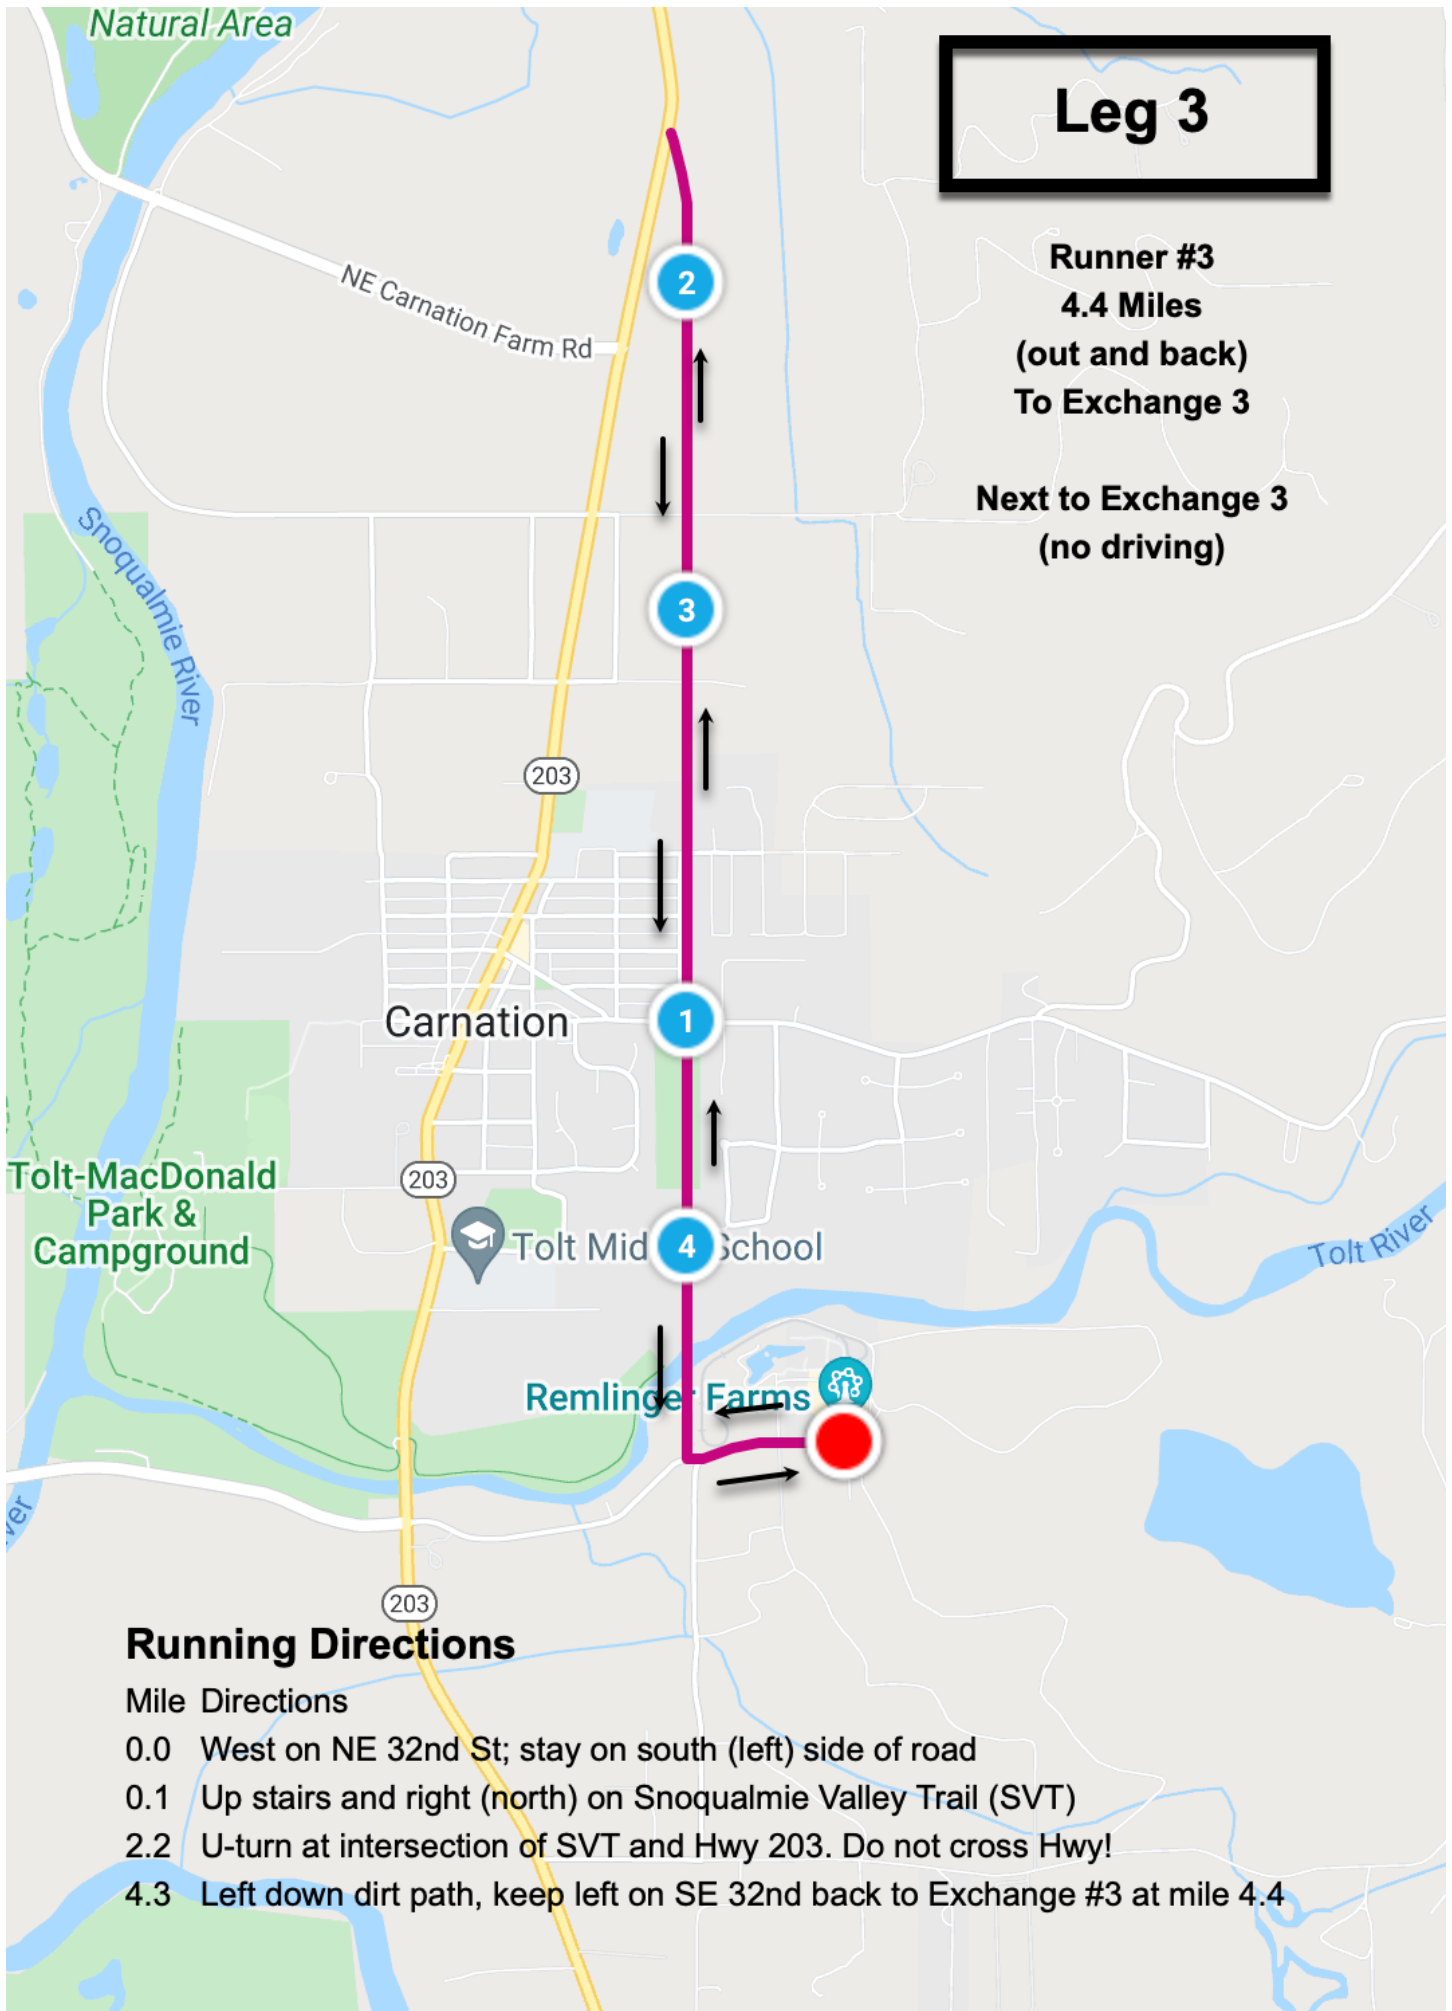 Natural Area
Leg 3
Runner #3
4.4 Miles
(out and back)
To Exchange 3
Next to Exchange 3
(no driving)
2
NE Carnation Farm Rd
Snoqualmie River
3
203
Carnation
1
Tolt-MacDonald
Park &
Campground
203
Tolt Mid
4
School
Tolt River
Remlinger Farms
203
Running Directions
Mile Directions
0.0 West on NE 32nd St; stay on south (left) side of road
0.1 Up stairs and right (north) on Snoqualmie Valley Trail (SVT)
2.2 U-turn at intersection of SVT and Hwy 203. Do not cross Hwy!
4.3 Left down dirt path, keep left on SE 32nd back to Exchange #3 at mile 4.4